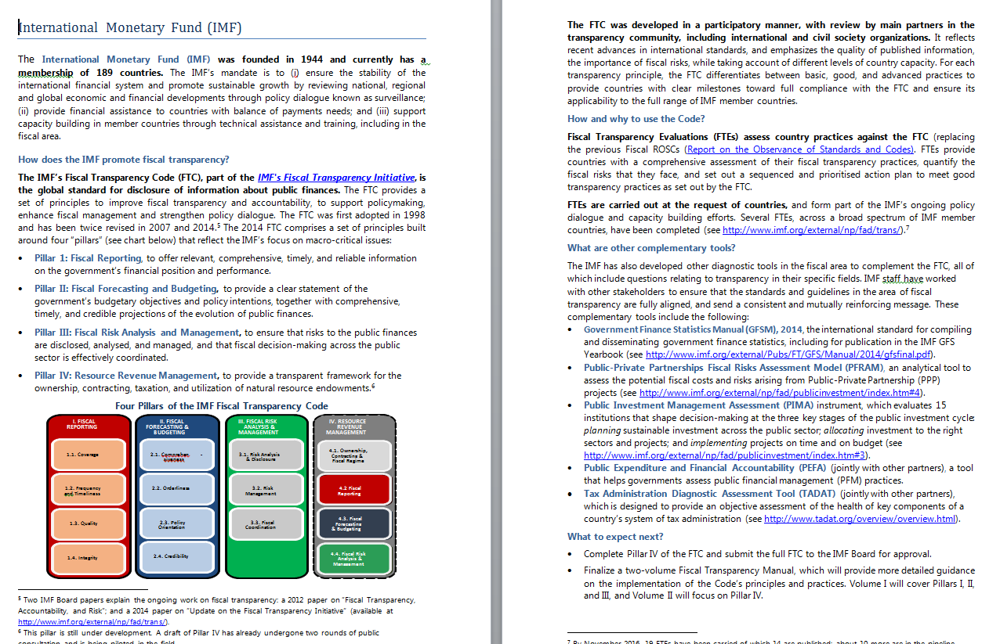 International Monetary Fund (IMF)
The International Monetary Fund (IMF) was founded in 1944 and currently has a
membership of 189 countries. The IMF's mandate is to (i) ensure the stability of the
international financial system and promote sustainable growth by reviewing national, regional
and global economic and financial developments through policy dialogue known as surveillance;
(ii) provide financial assistance to countries with balance of payments needs; and (iii) support
capacity building in member countries through technical assistance and training, including in the
fiscal area.
How does the IMF promote fiscal transparency?
The IMF's Fiscal Transparency Code (FTC), part of the IMF's Fiscal Transparency Initiative, is
the global standard for disclosure of information about public finances. The FTC provides a
set of principles to improve fiscal transparency and accountability, to support policymaking,
enhance fiscal management and strengthen policy dialogue. The FTC was first adopted in 1998
and has been twice revised in 2007 and 2014.⁵ The 2014 FTC comprises a set of principles built
around four "pillars" (see chart below) that reflect the IMF's focus on macro-critical issues:
• Pillar 1: Fiscal Reporting, to offer relevant, comprehensive, timely, and reliable information
on the government's financial position and performance.
• Pillar II: Fiscal Forecasting and Budgeting, to provide a clear statement of the
government's budgetary objectives and policy intentions, together with comprehensive,
timely, and credible projections of the evolution of public finances.
• Pillar III: Fiscal Risk Analysis and Management, to ensure that risks to the public finances
are disclosed, analysed, and managed, and that fiscal decision-making across the public
sector is effectively coordinated.
• Pillar IV: Resource Revenue Management, to provide a transparent framework for the
ownership, contracting, taxation, and utilization of natural resource endowments.⁶
Four Pillars of the IMF Fiscal Transparency Code
I. FISCAL
REPORTING
1.1. Coverage
1.2. Frequency
and Timeliness
1.3. Quality
1.4. Integrity
II. FISCAL
FORECASTING &
BUDGETING
2.1. Comprehen-
siveness
2.2. Orderliness
2.3. Policy
Orientation
2.4. Credibility
III. FISCAL RISK
ANALYSIS &
MANAGEMENT
3.1. Risk Analysis
& Disclosure
3.2. Risk
Management
3.3. Fiscal
Coordination
IV. RESOURCE
REVENUE
MANAGEMENT
4.1. Ownership,
Contracting &
Fiscal Regime
4.2 Fiscal
Reporting
4.3. Fiscal
Forecasting
& Budgeting
4.4. Fiscal Risk
Analysis &
Management
⁵ Two IMF Board papers explain the ongoing work on fiscal transparency: a 2012 paper on "Fiscal Transparency,
Accountability, and Risk"; and a 2014 paper on "Update on the Fiscal Transparency Initiative" (available at
http://www.imf.org/external/np/fad/trans/).
⁶ This pillar is still under development. A draft of Pillar IV has already undergone two rounds of public
consultation and is being piloted in the field.
The FTC was developed in a participatory manner, with review by main partners in the
transparency community, including international and civil society organizations. It reflects
recent advances in international standards, and emphasizes the quality of published information,
the importance of fiscal risks, while taking account of different levels of country capacity. For each
transparency principle, the FTC differentiates between basic, good, and advanced practices to
provide countries with clear milestones toward full compliance with the FTC and ensure its
applicability to the full range of IMF member countries.
How and why to use the Code?
Fiscal Transparency Evaluations (FTEs) assess country practices against the FTC (replacing
the previous Fiscal ROSCs (Report on the Observance of Standards and Codes). FTEs provide
countries with a comprehensive assessment of their fiscal transparency practices, quantify the
fiscal risks that they face, and set out a sequenced and prioritised action plan to meet good
transparency practices as set out by the FTC.
FTEs are carried out at the request of countries, and form part of the IMF's ongoing policy
dialogue and capacity building efforts. Several FTEs, across a broad spectrum of IMF member
countries, have been completed (see http://www.imf.org/external/np/fad/trans/).⁷
What are other complementary tools?
The IMF has also developed other diagnostic tools in the fiscal area to complement the FTC, all of
which include questions relating to transparency in their specific fields. IMF staff have worked
with other stakeholders to ensure that the standards and guidelines in the area of fiscal
transparency are fully aligned, and send a consistent and mutually reinforcing message. These
complementary tools include the following:
• Government Finance Statistics Manual (GFSM), 2014, the international standard for compiling
and disseminating government finance statistics, including for publication in the IMF GFS
Yearbook (see http://www.imf.org/external/Pubs/FT/GFS/Manual/2014/gfsfinal.pdf).
• Public-Private Partnerships Fiscal Risks Assessment Model (PFRAM), an analytical tool to
assess the potential fiscal costs and risks arising from Public-Private Partnership (PPP)
projects (see http://www.imf.org/external/np/fad/publicinvestment/index.htm#4).
• Public Investment Management Assessment (PIMA) instrument, which evaluates 15
institutions that shape decision-making at the three key stages of the public investment cycle:
planning sustainable investment across the public sector; allocating investment to the right
sectors and projects; and implementing projects on time and on budget (see
http://www.imf.org/external/np/fad/publicinvestment/index.htm#3).
• Public Expenditure and Financial Accountability (PEFA) (jointly with other partners), a tool
that helps governments assess public financial management (PFM) practices.
• Tax Administration Diagnostic Assessment Tool (TADAT) (jointly with other partners),
which is designed to provide an objective assessment of the health of key components of a
country's system of tax administration (see http://www.tadat.org/overview/overview.html).
What to expect next?
• Complete Pillar IV of the FTC and submit the full FTC to the IMF Board for approval.
• Finalize a two-volume Fiscal Transparency Manual, which will provide more detailed guidance
on the implementation of the Code's principles and practices. Volume I will cover Pillars I, II,
and III, and Volume II will focus on Pillar IV.
⁷ By November 2016, 19 FTEs have been carried of which 14 are published; about 10 more are in the pipeline.